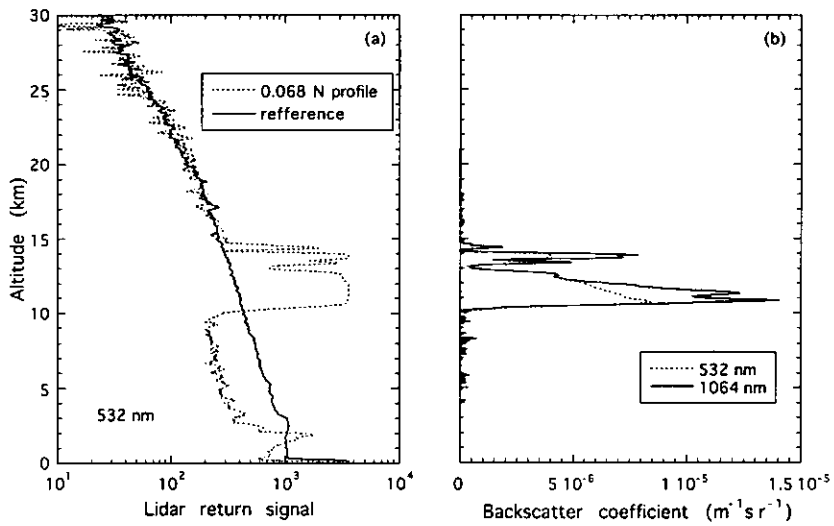 (a)
0.068 N profile
refference
532 nm
Altitude (km)
30
25
20
15
10
5
0
10¹
10²
10³
10⁴
Lidar return signal
(b)
532 nm
1064 nm
0
5 10⁻⁶
1 10⁻⁵
1.5 10⁻⁵
Backscatter coefficient (m⁻¹sr⁻¹)